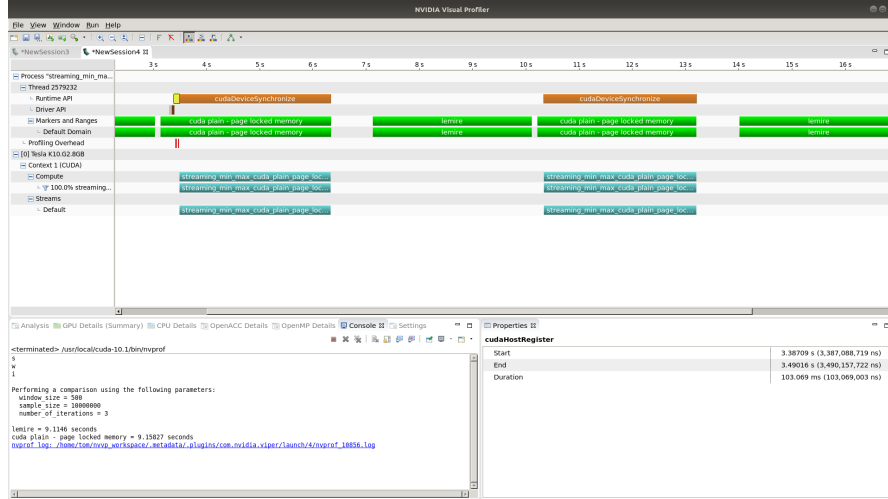 NVIDIA Visual Profiler
File View Window Run Help
*NewSession3 *NewSession4
3 s 4 s 5 s 6 s 7 s 8 s 9 s 10 s 11 s 12 s 13 s 14 s 15 s 16 s
Process "streaming_min_ma...
Thread 2579232
Runtime API cudaDeviceSynchronize cudaDeviceSynchronize
Driver API
Markers and Ranges cuda plain - page locked memory lemire cuda plain - page locked memory lemire
Default Domain cuda plain - page locked memory lemire cuda plain - page locked memory lemire
Profiling Overhead
[0] Tesla K10.G2.8GB
Context 1 (CUDA)
Compute streaming_min_max_cuda_plain_page_loc... streaming_min_max_cuda_plain_page_loc...
100.0% streaming... streaming_min_max_cuda_plain_page_loc... streaming_min_max_cuda_plain_page_loc...
Streams
Default streaming_min_max_cuda_plain_page_loc... streaming_min_max_cuda_plain_page_loc...
Analysis GPU Details (Summary) CPU Details OpenACC Details OpenMP Details Console Settings
<terminated> /usr/local/cuda-10.1/bin/nvprof
s
w
i
Performing a comparison using the following parameters:
window_size = 500
sample_size = 10000000
number_of_iterations = 3
lemire = 9.1146 seconds
cuda plain - page locked memory = 9.15827 seconds
nvprof log: /home/tom/nvvp_workspace/.metadata/.plugins/com.nvidia.viper/launch/4/nvprof_10856.log
Properties
cudaHostRegister
Start 3.38709 s (3,387,088,719 ns)
End 3.49016 s (3,490,157,722 ns)
Duration 103.069 ms (103,069,003 ns)